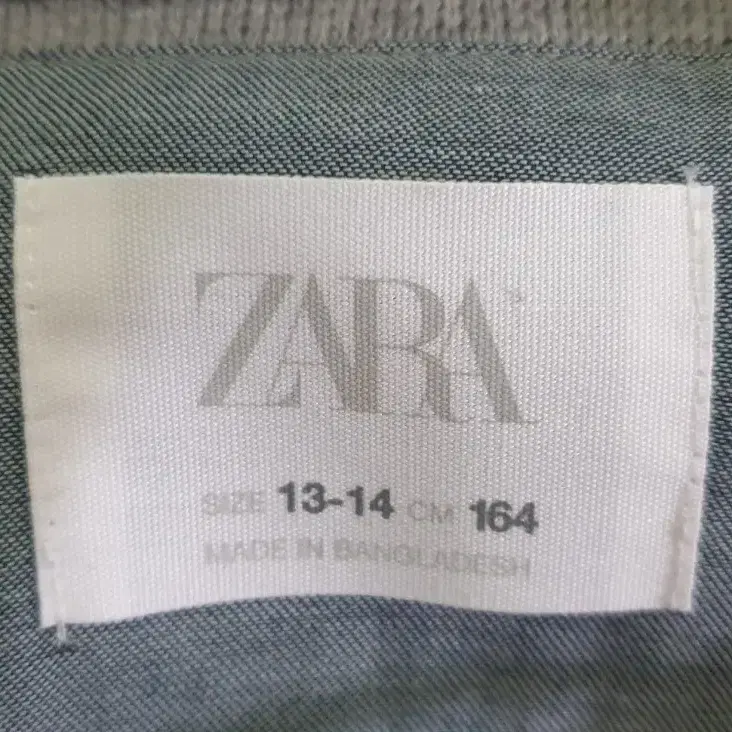 ZARA
SIZE 13-14 CM 164
MADE IN BANGLADESH